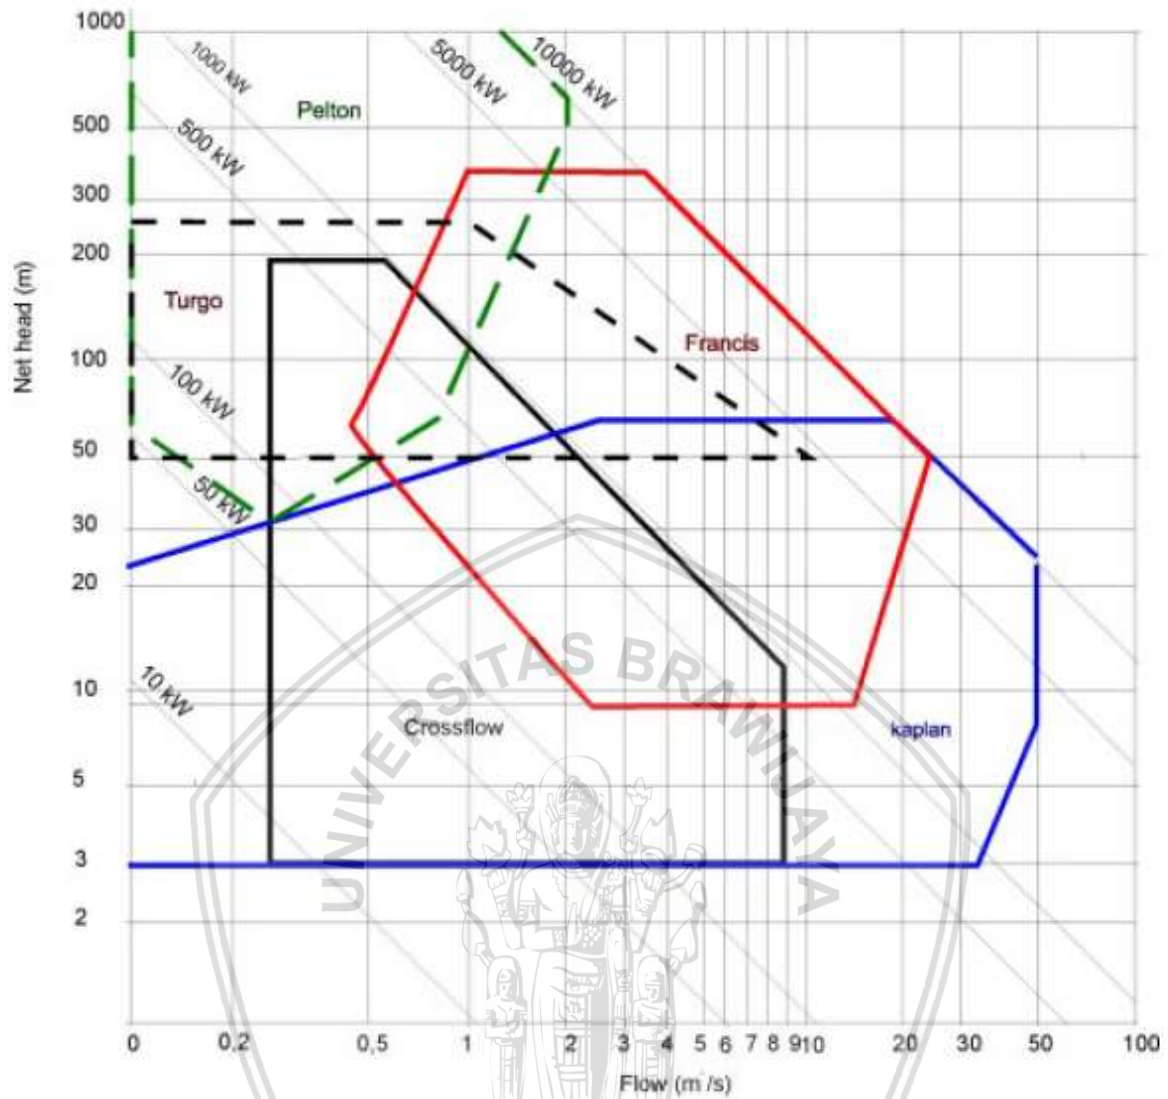 1000
500
300
200
100
50
30
20
10
5
3
2
Net head (m)
1000 kW
5000 kW
10000 kW
500 kW
100 kW
50 kW
10 kW
Pelton
Turgo
Francis
Crossflow
kaplan
UNIVERSITAS BRAWIJAYA
0 0,2 0,5 1 2 3 4 5 6 7 8 9 10 20 30 50 100
Flow (m /s)